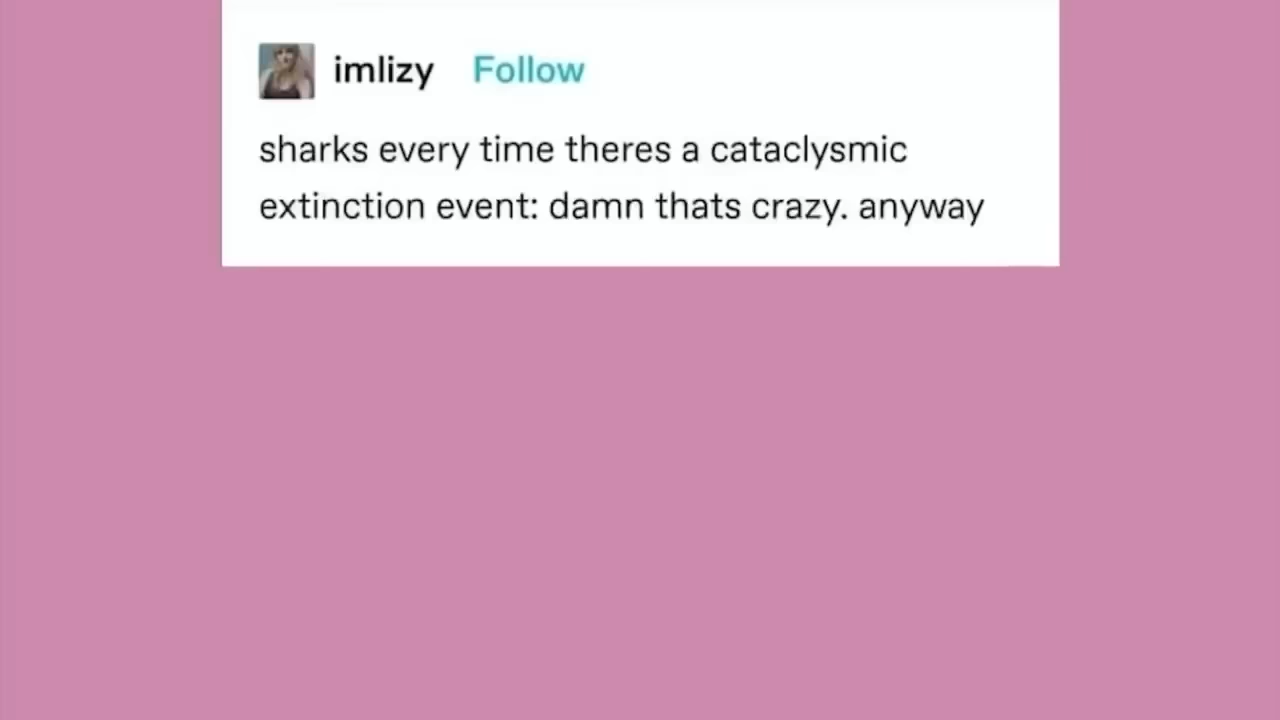 imlizy Follow
sharks every time theres a cataclysmic
extinction event: damn thats crazy. anyway